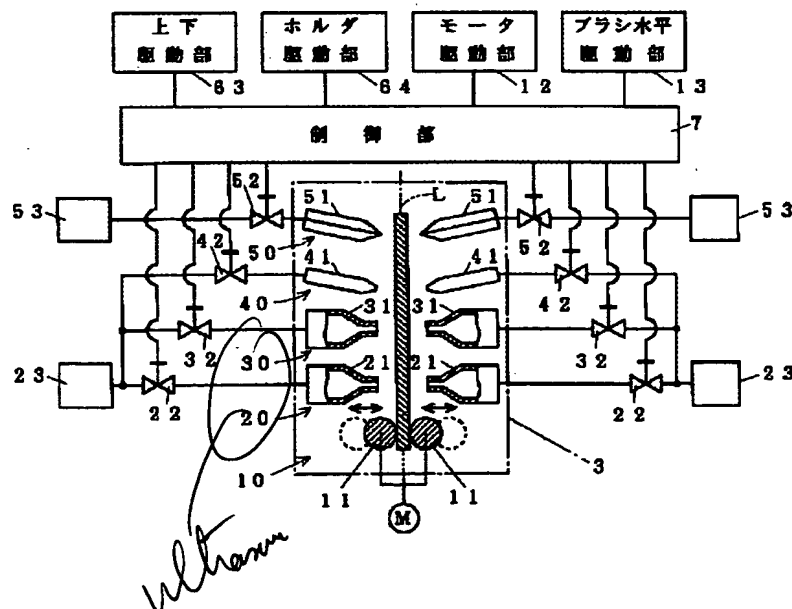 上下 ホルダ モータ ブラシ水平
駆動部 駆動部 駆動部 駆動部
63 64 12 13
制御部 7
52 51 L 51
53 52 53
50
42 41 41 42
40
31 31
32 30 32
23 21 21 23
22 20 22
10 3
11 11
M